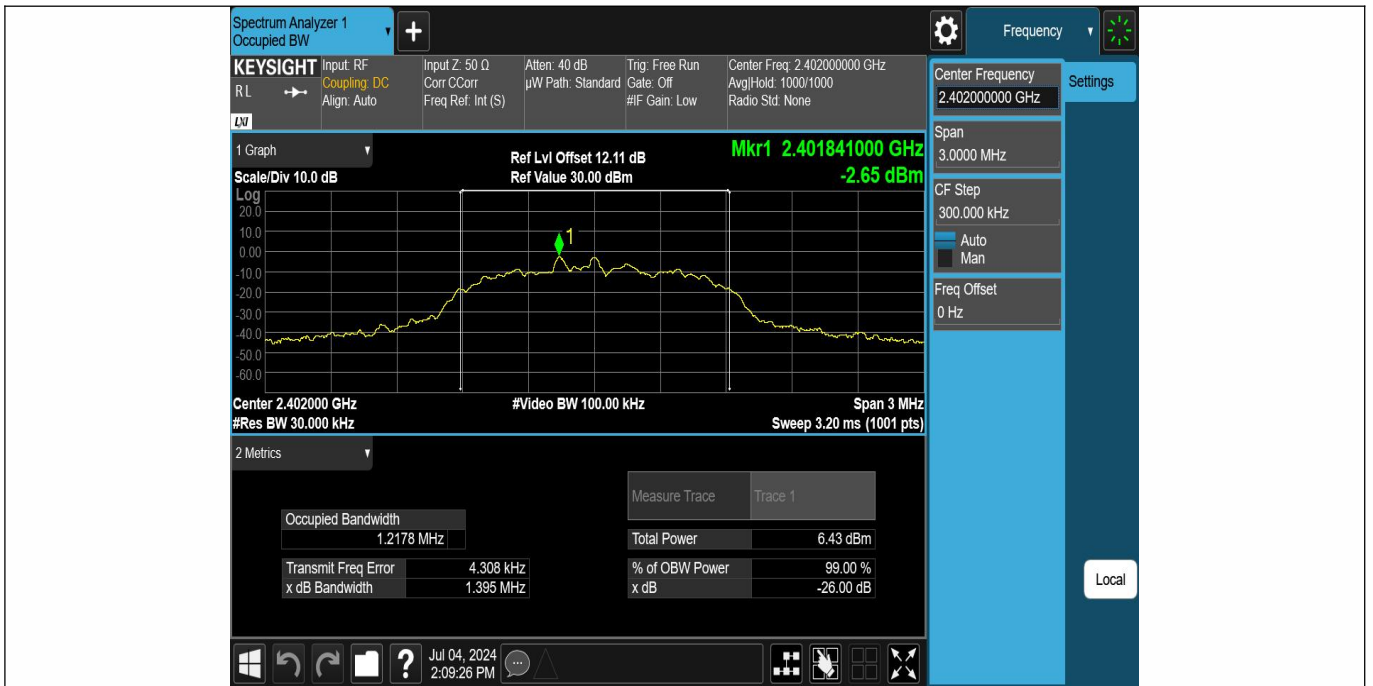 Spectrum Analyzer 1
Occupied BW
+
Frequency
KEYSIGHT
RL
LXI
Input: RF
Coupling: DC
Align: Auto
Input Z: 50 Ω
Corr CCorr
Freq Ref: Int (S)
Atten: 40 dB
µW Path: Standard
Trig: Free Run
Gate: Off
#IF Gain: Low
Center Freq: 2.402000000 GHz
Avg|Hold: 1000/1000
Radio Std: None
Center Frequency
2.402000000 GHz
Settings
Span
3.0000 MHz
CF Step
300.000 kHz
Auto
Man
Freq Offset
0 Hz
Local
1 Graph
Scale/Div 10.0 dB
Ref Lvl Offset 12.11 dB
Ref Value 30.00 dBm
Mkr1 2.401841000 GHz
-2.65 dBm
Log
20.0
10.0
0.00
-10.0
-20.0
-30.0
-40.0
-50.0
-60.0
1
Center 2.402000 GHz
#Video BW 100.00 kHz
Span 3 MHz
#Res BW 30.000 kHz
Sweep 3.20 ms (1001 pts)
2 Metrics
Measure Trace Trace 1
Occupied Bandwidth
1.2178 MHz
Total Power 6.43 dBm
Transmit Freq Error 4.308 kHz
% of OBW Power 99.00 %
x dB Bandwidth 1.395 MHz
x dB -26.00 dB
?
Jul 04, 2024
2:09:26 PM